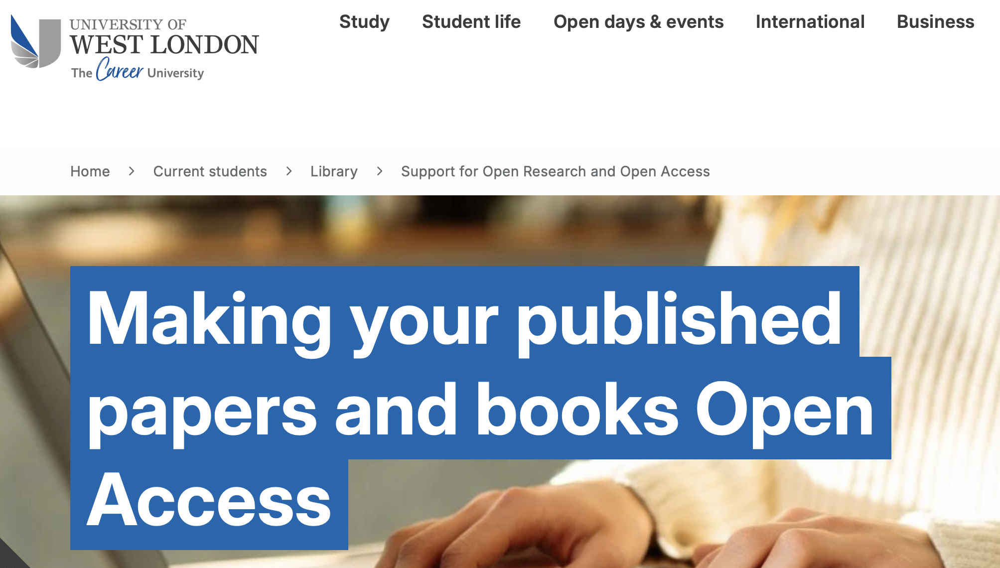 UNIVERSITY OF
WEST LONDON
The Career University
Study Student life Open days & events International Business
Home > Current students > Library > Support for Open Research and Open Access
Making your published
papers and books Open
Access